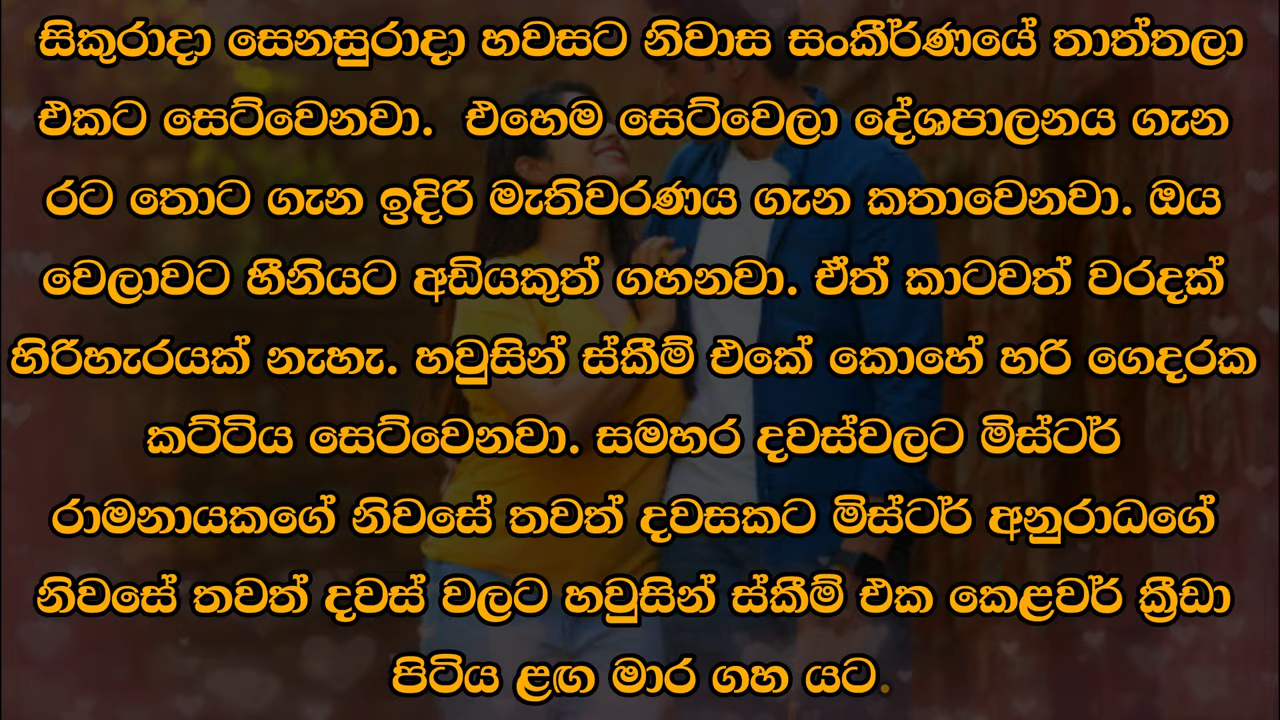 සිකුරාදා සෙනසුරාදා හවසට නිවාස සංකීර්ණයේ තාත්තලා
එකට සෙට්වෙනවා.  එහෙම සෙට්වෙලා දේශපාලනය ගැන
රට තොට ගැන ඉදිරි මැතිවරණය ගැන කතාවෙනවා. ඔය
වෙලාවට හීනියට අඩියකුත් ගහනවා. ඒත් කාටවත් වරදක්
හිරිහැරයක් නැහැ. හවුසින් ස්කීම් එකේ කොහේ හරි ගෙදරක
කට්ටිය සෙට්වෙනවා. සමහර දවස්වලට මිස්ටර්
රාමනායකගේ නිවසේ තවත් දවසකට මිස්ටර් අනුරාධගේ
නිවසේ තවත් දවස් වලට හවුසින් ස්කීම් එක කෙළවර් ක්‍රීඩා
පිටිය ළඟ මාර ගහ යට.